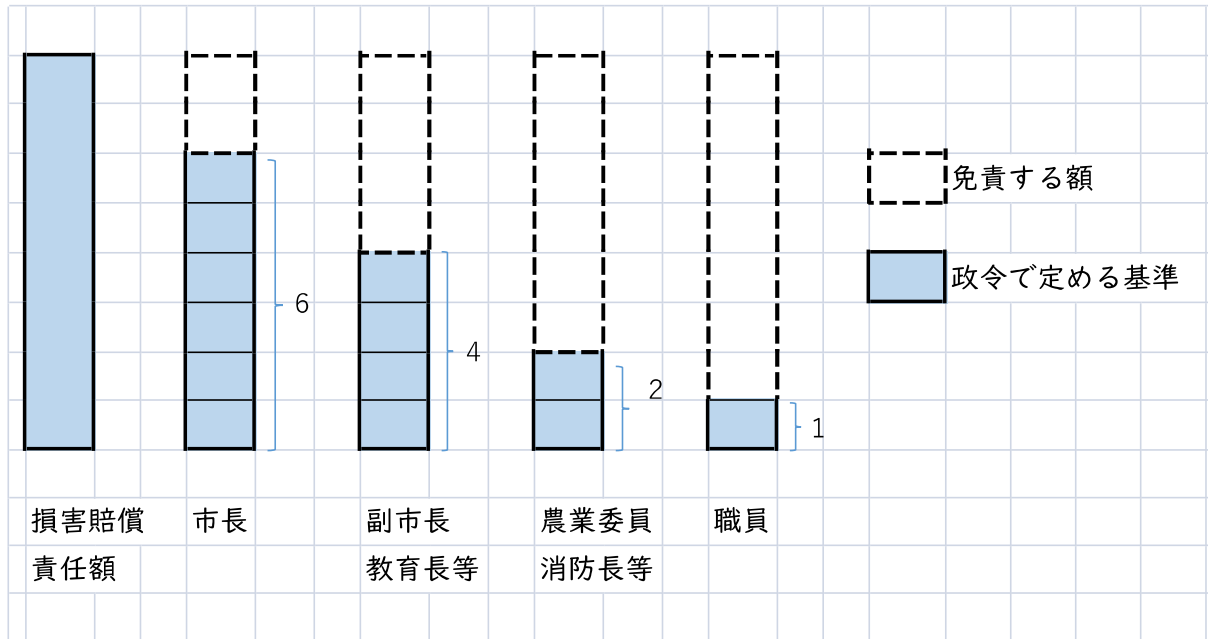 免責する額
政令で定める基準
6
4
2
1
損害賠償
責任額
市長
副市長
教育長等
農業委員
消防長等
職員